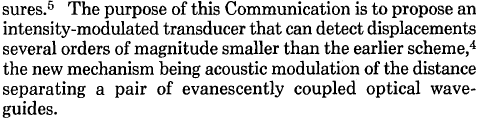 sures.⁵ The purpose of this Communication is to propose an
intensity-modulated transducer that can detect displacements
several orders of magnitude smaller than the earlier scheme,⁴
the new mechanism being acoustic modulation of the distance
separating a pair of evanescently coupled optical wave-
guides.